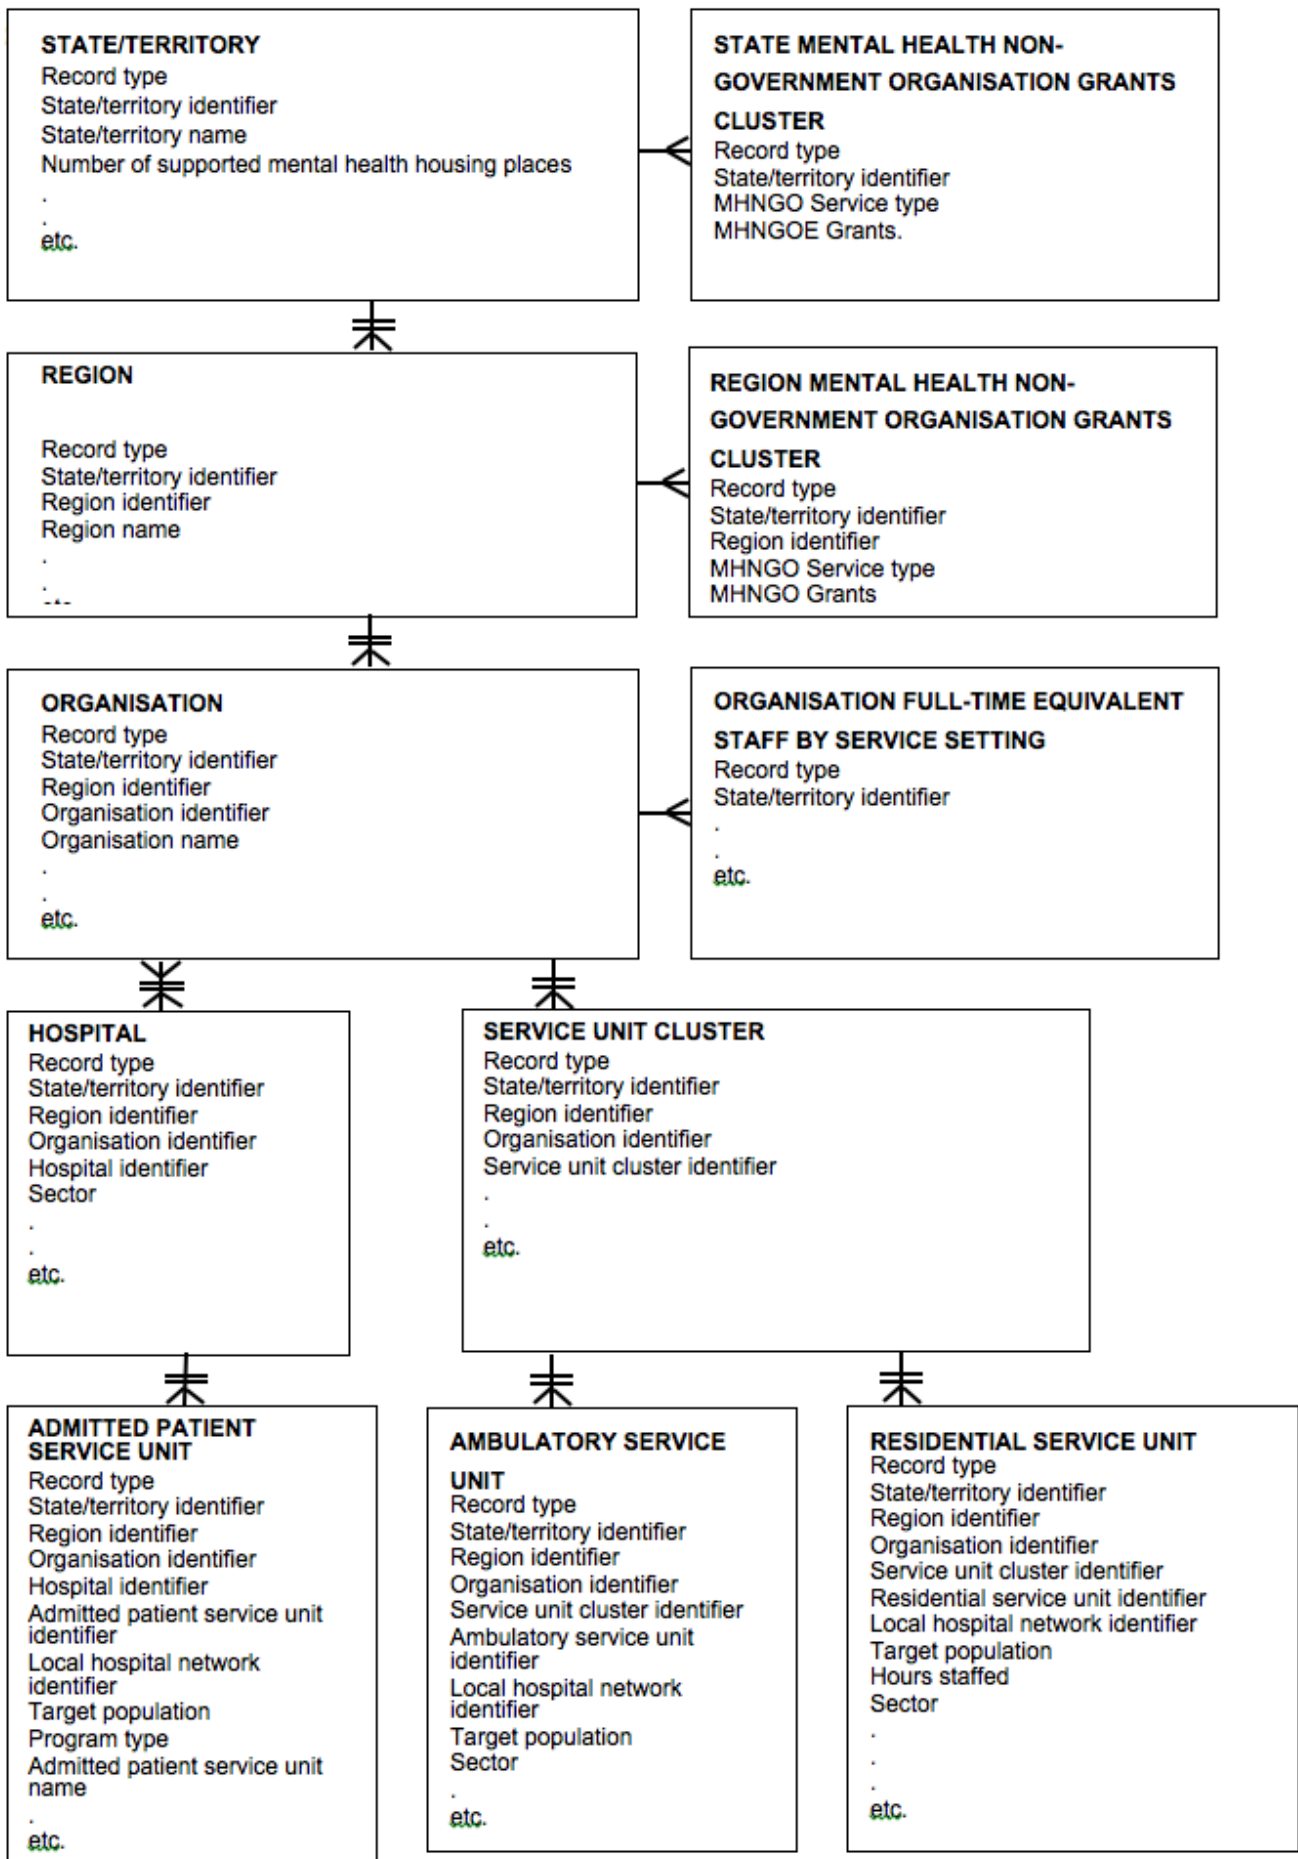 STATE/TERRITORY
Record type
State/territory identifier
State/territory name
Number of supported mental health housing places
.
.
etc.
STATE MENTAL HEALTH NON-
GOVERNMENT ORGANISATION GRANTS
CLUSTER
Record type
State/territory identifier
MHNGO Service type
MHNGOE Grants.
REGION
Record type
State/territory identifier
Region identifier
Region name
.
.
REGION MENTAL HEALTH NON-
GOVERNMENT ORGANISATION GRANTS
CLUSTER
Record type
State/territory identifier
Region identifier
MHNGO Service type
MHNGO Grants
ORGANISATION
Record type
State/territory identifier
Region identifier
Organisation identifier
Organisation name
.
.
etc.
ORGANISATION FULL-TIME EQUIVALENT
STAFF BY SERVICE SETTING
Record type
State/territory identifier
.
.
etc.
HOSPITAL
Record type
State/territory identifier
Region identifier
Organisation identifier
Hospital identifier
Sector
.
.
etc.
SERVICE UNIT CLUSTER
Record type
State/territory identifier
Region identifier
Organisation identifier
Service unit cluster identifier
.
.
etc.
ADMITTED PATIENT
SERVICE UNIT
Record type
State/territory identifier
Region identifier
Organisation identifier
Hospital identifier
Admitted patient service unit
identifier
Local hospital network
identifier
Target population
Program type
Admitted patient service unit
name
.
etc.
AMBULATORY SERVICE
UNIT
Record type
State/territory identifier
Region identifier
Organisation identifier
Service unit cluster identifier
Ambulatory service unit
identifier
Local hospital network
identifier
Target population
Sector
.
etc.
RESIDENTIAL SERVICE UNIT
Record type
State/territory identifier
Region identifier
Organisation identifier
Service unit cluster identifier
Residential service unit identifier
Local hospital network identifier
Target population
Hours staffed
Sector
.
.
.
etc.